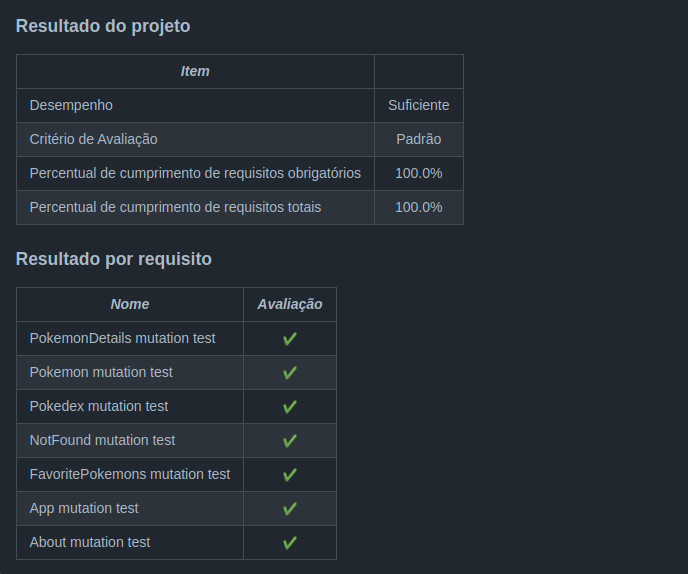 Resultado do projeto
Item
Desempenho Suficiente
Critério de Avaliação Padrão
Percentual de cumprimento de requisitos obrigatórios 100.0%
Percentual de cumprimento de requisitos totais 100.0%
Resultado por requisito
Nome Avaliação
PokemonDetails mutation test ✔
Pokemon mutation test ✔
Pokedex mutation test ✔
NotFound mutation test ✔
FavoritePokemons mutation test ✔
App mutation test ✔
About mutation test ✔